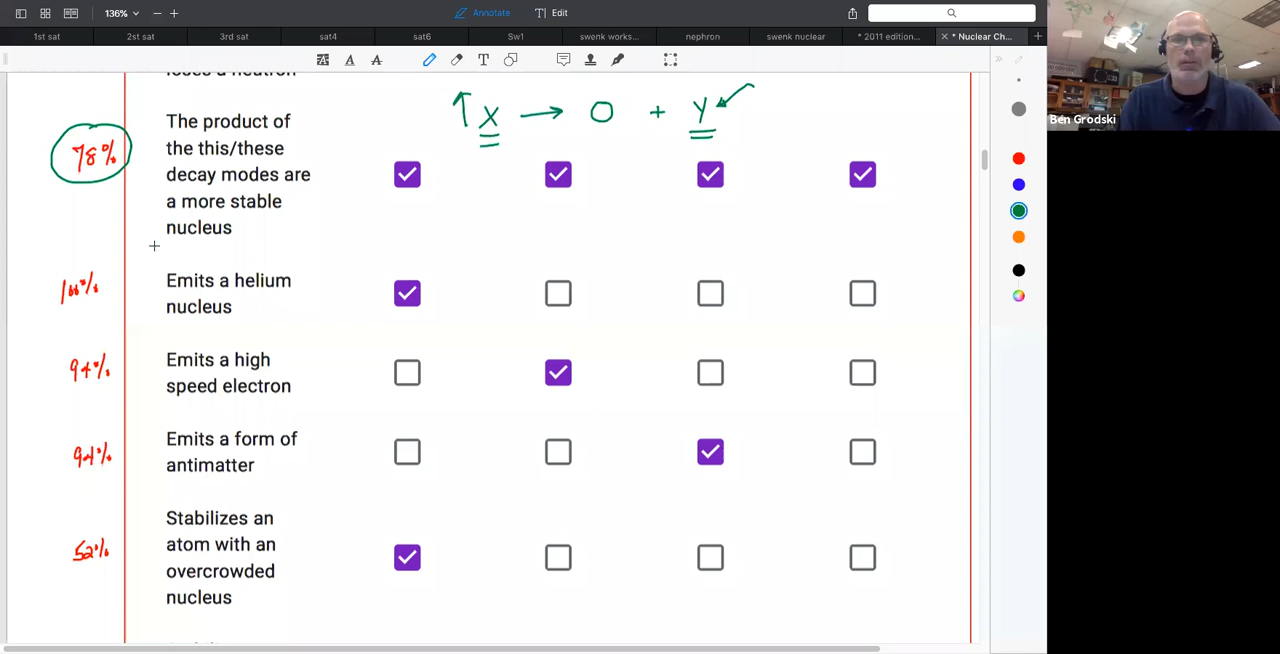 136%
Annotate
Edit
1st sat
2nd sat
3rd sat
sat4
sat6
Sw1
swenk works...
nephron
swenk nuclear
* 2011 edition...
* Nuclear Ch...
loses a neutron
X → O + Y
78%
The product of
the this/these
decay modes are
a more stable
nucleus
100%
Emits a helium
nucleus
94%
Emits a high
speed electron
94%
Emits a form of
antimatter
52%
Stabilizes an
atom with an
overcrowded
nucleus
Ben Grodski